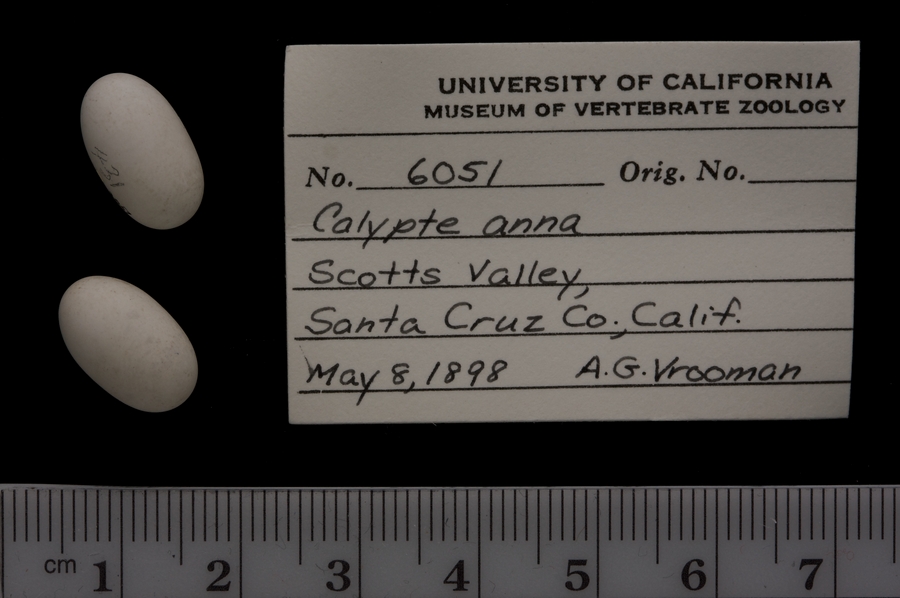 UNIVERSITY OF CALIFORNIA
MUSEUM OF VERTEBRATE ZOOLOGY
No. 6051 Orig. No.
Calypte anna
Scotts Valley,
Santa Cruz Co., Calif.
May 8, 1898 A.G. Vrooman
cm 1 2 3 4 5 6 7